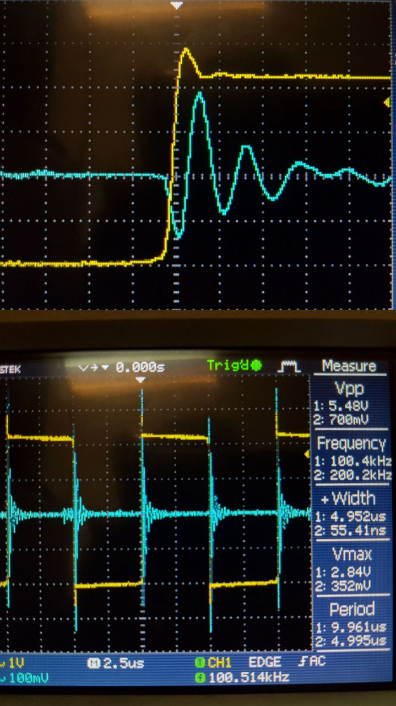 STEK 0.000s Trig'd Measure
Vpp
1: 5.48V
2: 700mV
Frequency
1: 100.4kHz
2: 200.2kHz
+Width
1: 4.952us
2: 55.41ns
Vmax
1: 2.84V
2: 352mV
Period
1: 9.961us
2: 4.995us
1V M 2.5us 1 CH1 EDGE AC
100mV f 100.514kHz